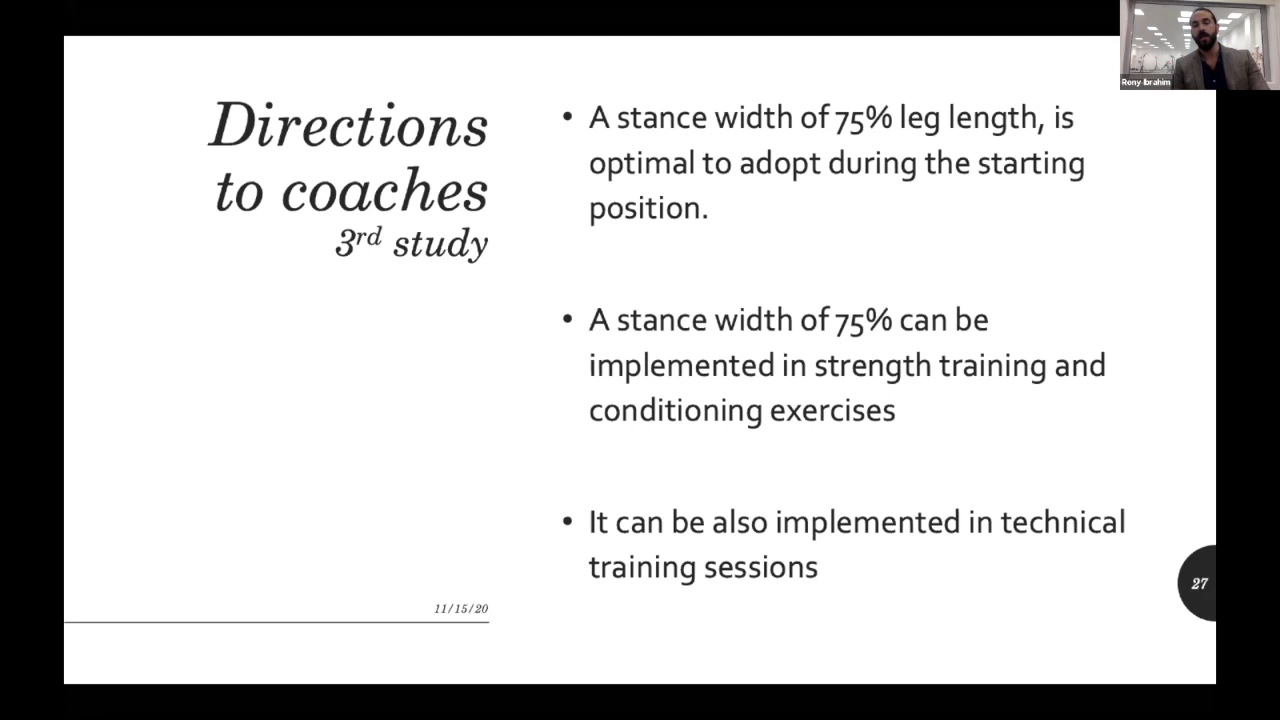 Rony Ibrahim
Directions
to coaches
3rd study
• A stance width of 75% leg length, is
optimal to adopt during the starting
position.
• A stance width of 75% can be
implemented in strength training and
conditioning exercises
• It can be also implemented in technical
training sessions
11/15/20
27